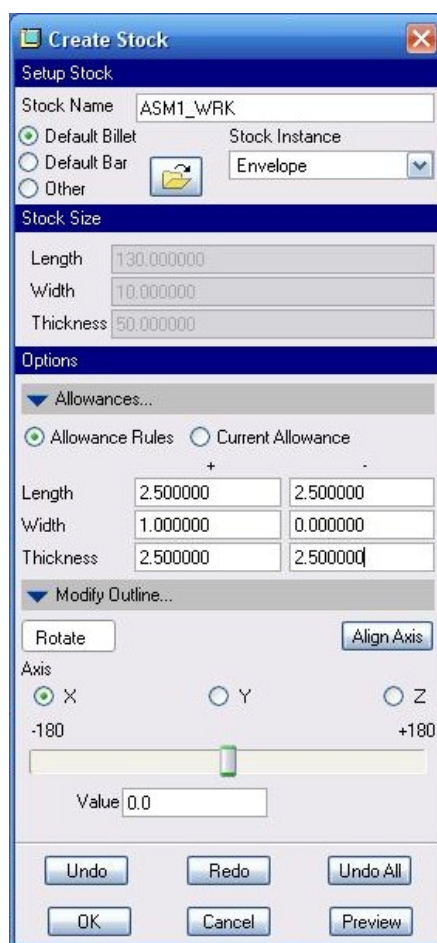 Create Stock
Setup Stock
Stock Name ASM1_WRK
Default Billet Stock Instance
Default Bar Envelope
Other
Stock Size
Length 130.000000
Width 10.000000
Thickness 50.000000
Options
Allowances...
Allowance Rules Current Allowance
+ -
Length 2.500000 2.500000
Width 1.000000 0.000000
Thickness 2.500000 2.500000
Modify Outline...
Rotate Align Axis
Axis
X Y Z
-180 +180
Value 0.0
Undo Redo Undo All
OK Cancel Preview